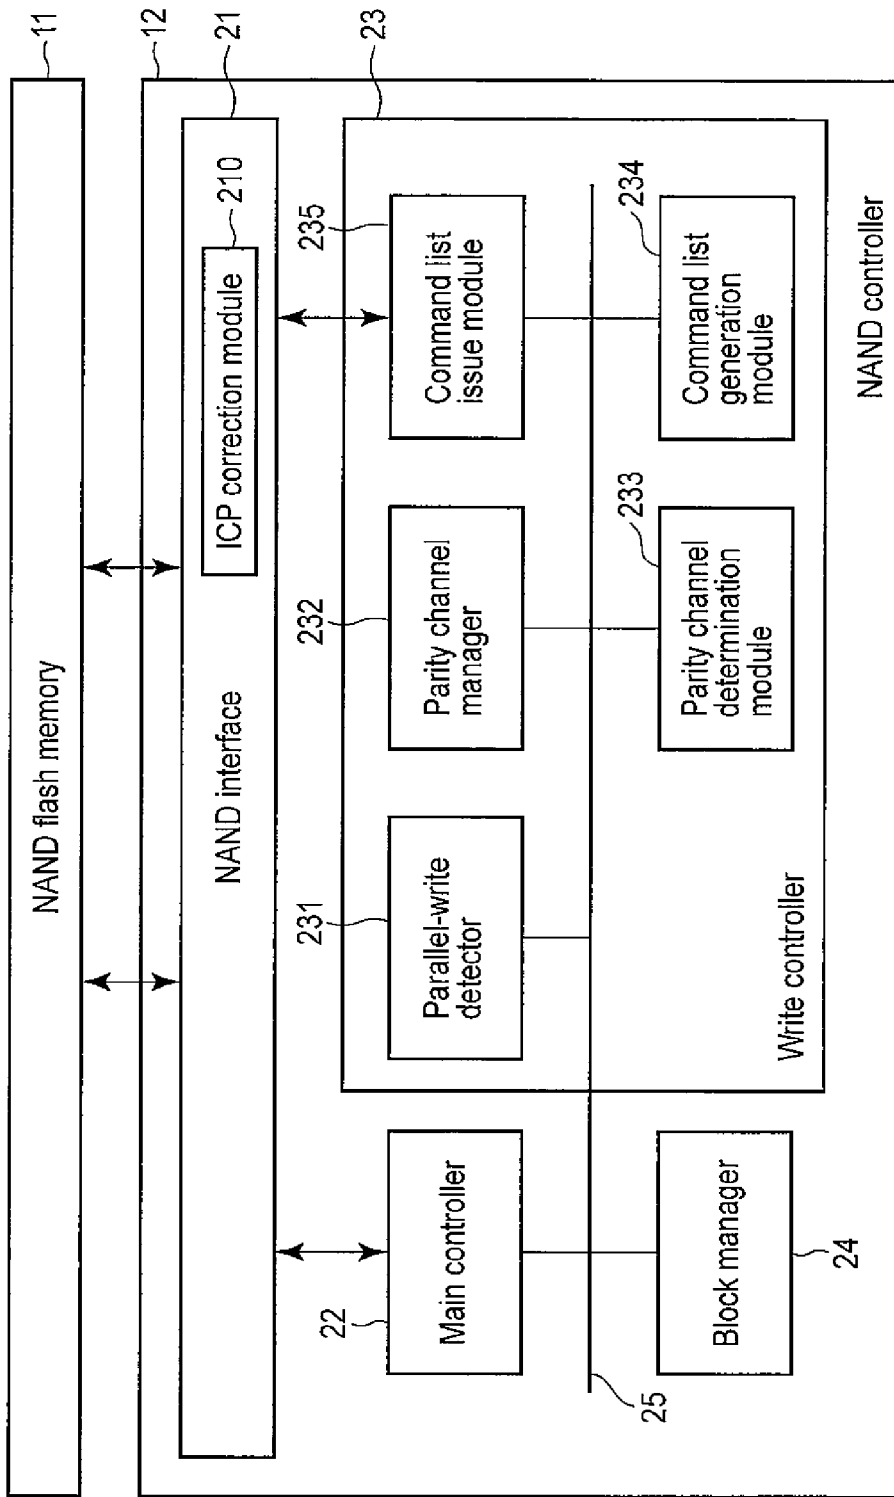 NAND flash memory
11
12
NAND interface
ICP correction module
210
21
22
Main controller
231
Parallel-write
detector
232
Parity channel
manager
235
Command list
issue module
23
25
Block manager
24
Write controller
Parity channel
determination
module
233
Command list
generation
module
234
NAND controller